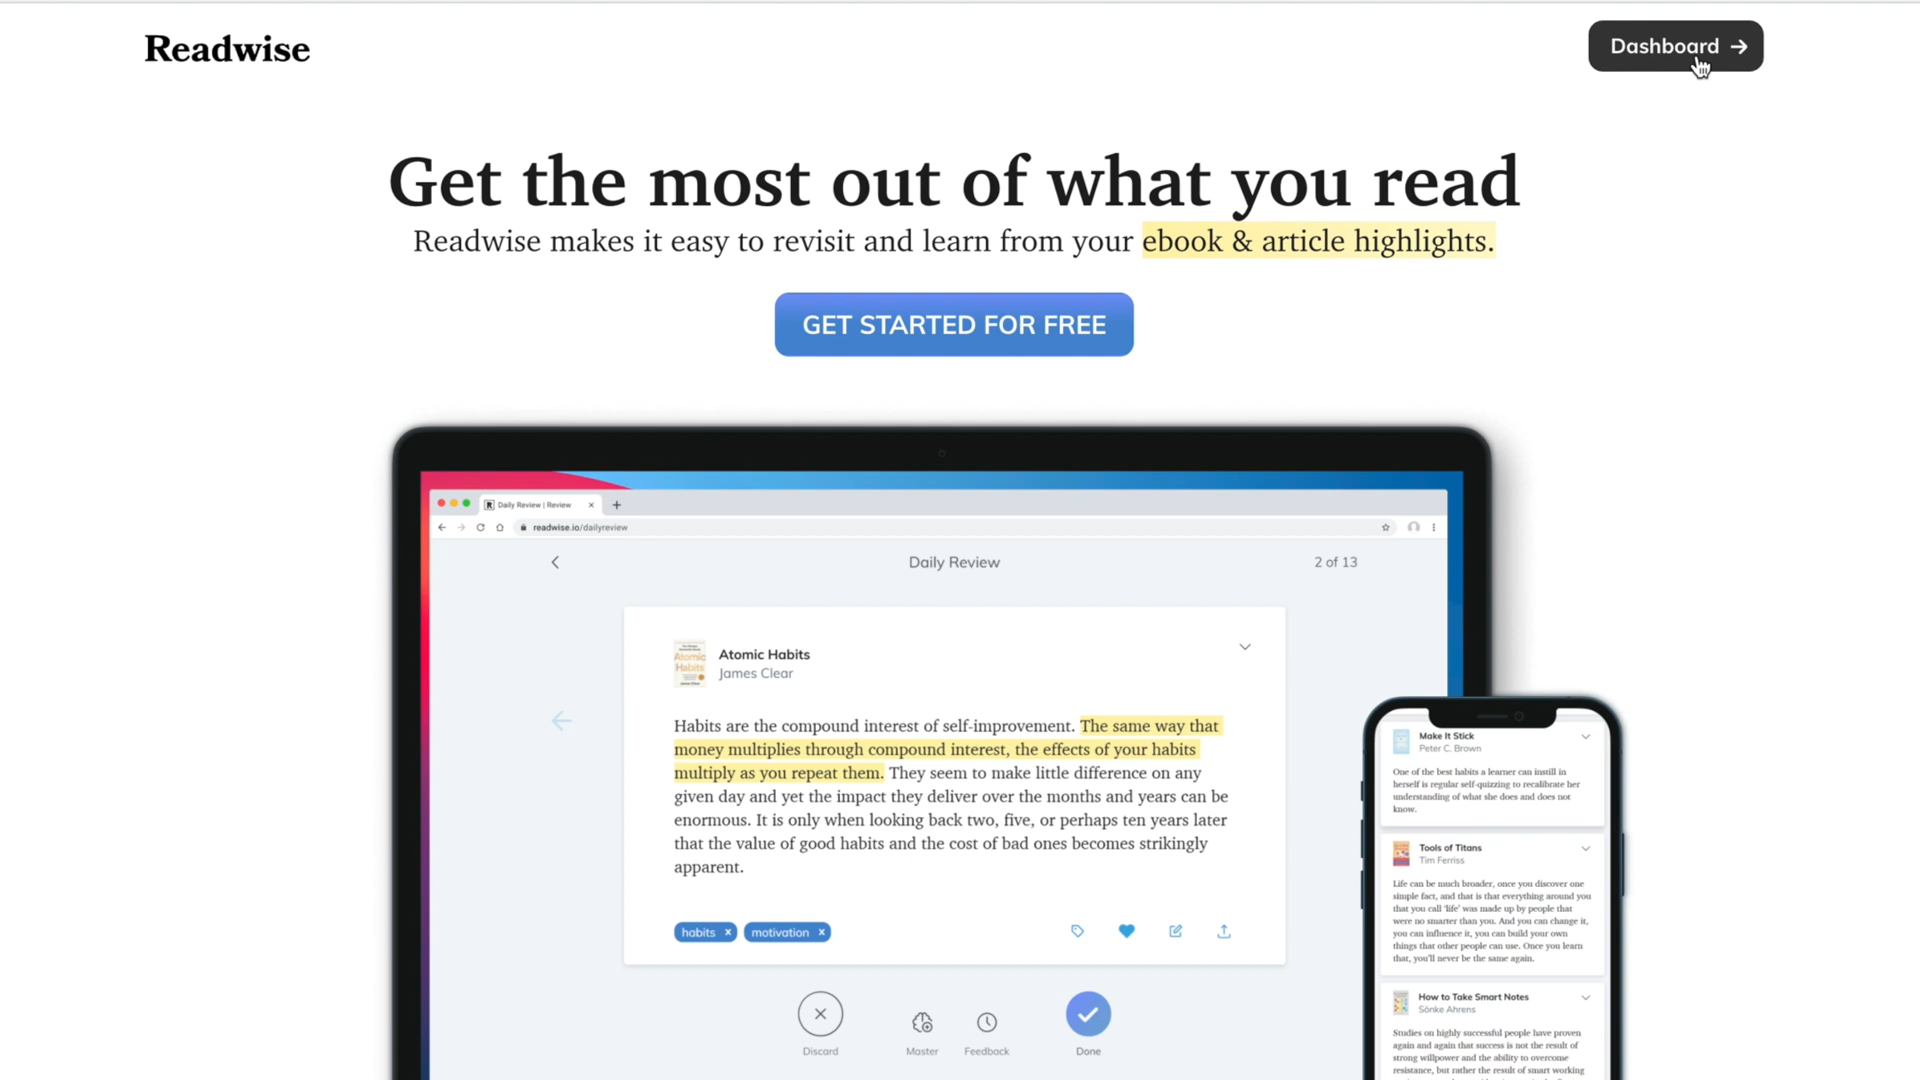 Readwise
Dashboard
Get the most out of what you read
Readwise makes it easy to revisit and learn from your ebook & article highlights.
GET STARTED FOR FREE
Daily Review | Review
readwise.io/dailyreview
Daily Review
2 of 13
Atomic Habits
James Clear
Habits are the compound interest of self-improvement. The same way that
money multiplies through compound interest, the effects of your habits
multiply as you repeat them. They seem to make little difference on any
given day and yet the impact they deliver over the months and years can be
enormous. It is only when looking back two, five, or perhaps ten years later
that the value of good habits and the cost of bad ones becomes strikingly
apparent.
habits
motivation
Discard
Master
Feedback
Done
Make It Stick
Peter C. Brown
One of the best habits a learner can instill in
herself is regular self-quizzing to recalibrate her
understanding of what she does and does not
know.
Tools of Titans
Tim Ferriss
Life can be much broader, once you discover one
simple fact, and that is that everything around you
that you call 'life' was made up by people that
were no smarter than you. And you can change it,
you can influence it, you can build your own
things that other people can use. Once you learn
that, you'll never be the same again.
How to Take Smart Notes
Sönke Ahrens
Studies on highly successful people have proven
again and again that success is not the result of
strong willpower and the ability to overcome
resistance, but rather the result of smart working